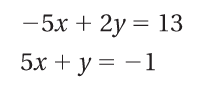 −5x + 2y = 13
5x + y = −1